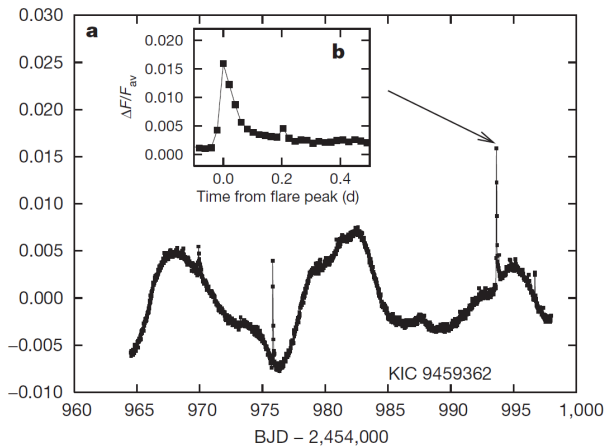 0.030
0.025
0.020
0.015
0.010
0.005
0.000
−0.005
−0.010
a
b
ΔF/Fav
0.020
0.015
0.010
0.005
0.000
0.0 0.2 0.4
Time from flare peak (d)
KIC 9459362
960 965 970 975 980 985 990 995 1,000
BJD − 2,454,000